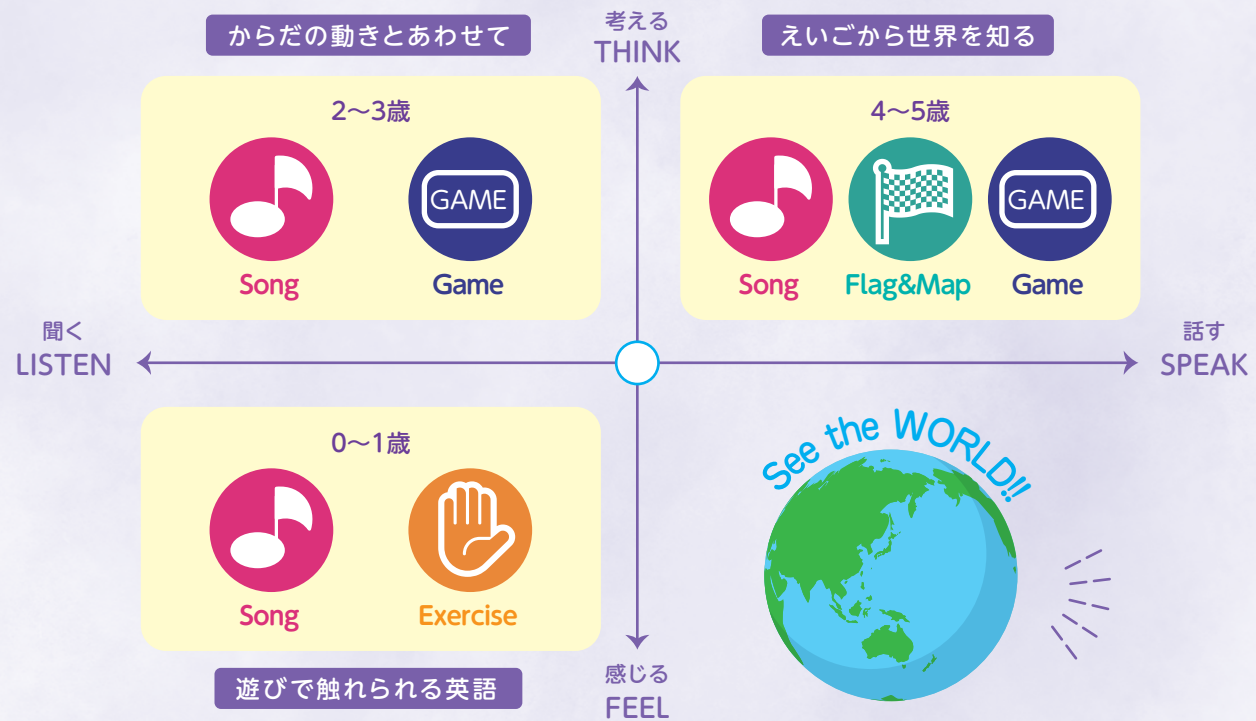 からだの動きとあわせて
考える
THINK
えいごから世界を知る
2〜3歳
GAME
Song
Game
4〜5歳
GAME
Song
Flag&Map
Game
聞く
LISTEN
話す
SPEAK
0〜1歳
Song
Exercise
See the WORLD!!
遊びで触れられる英語
感じる
FEEL